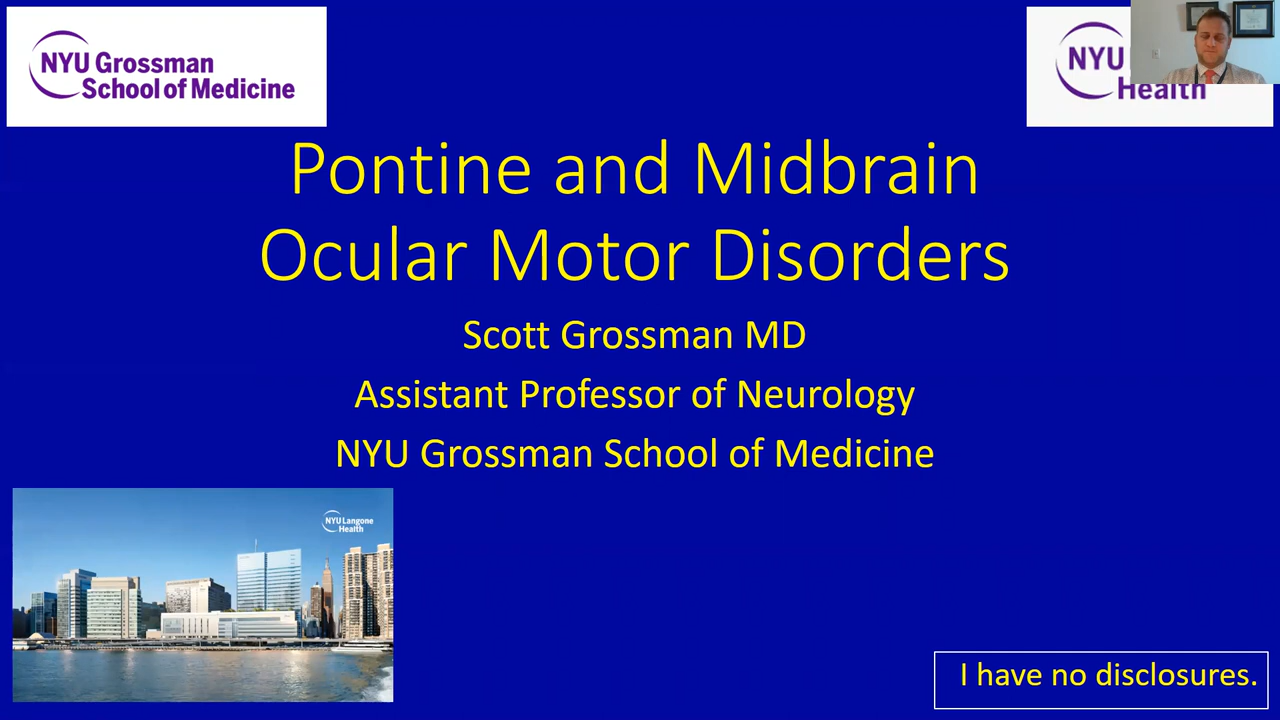 NYU Grossman
School of Medicine
NYU
Health
Pontine and Midbrain
Ocular Motor Disorders
Scott Grossman MD
Assistant Professor of Neurology
NYU Grossman School of Medicine
NYU Langone
Health
I have no disclosures.